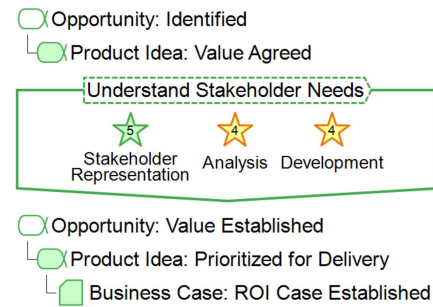 Opportunity: Identified
Product Idea: Value Agreed
Understand Stakeholder Needs
5 4 4
Stakeholder Representation Analysis Development
Opportunity: Value Established
Product Idea: Prioritized for Delivery
Business Case: ROI Case Established